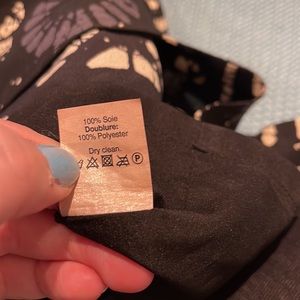 100% Soie
Doublure:
100% Polyester
Dry clean.
P